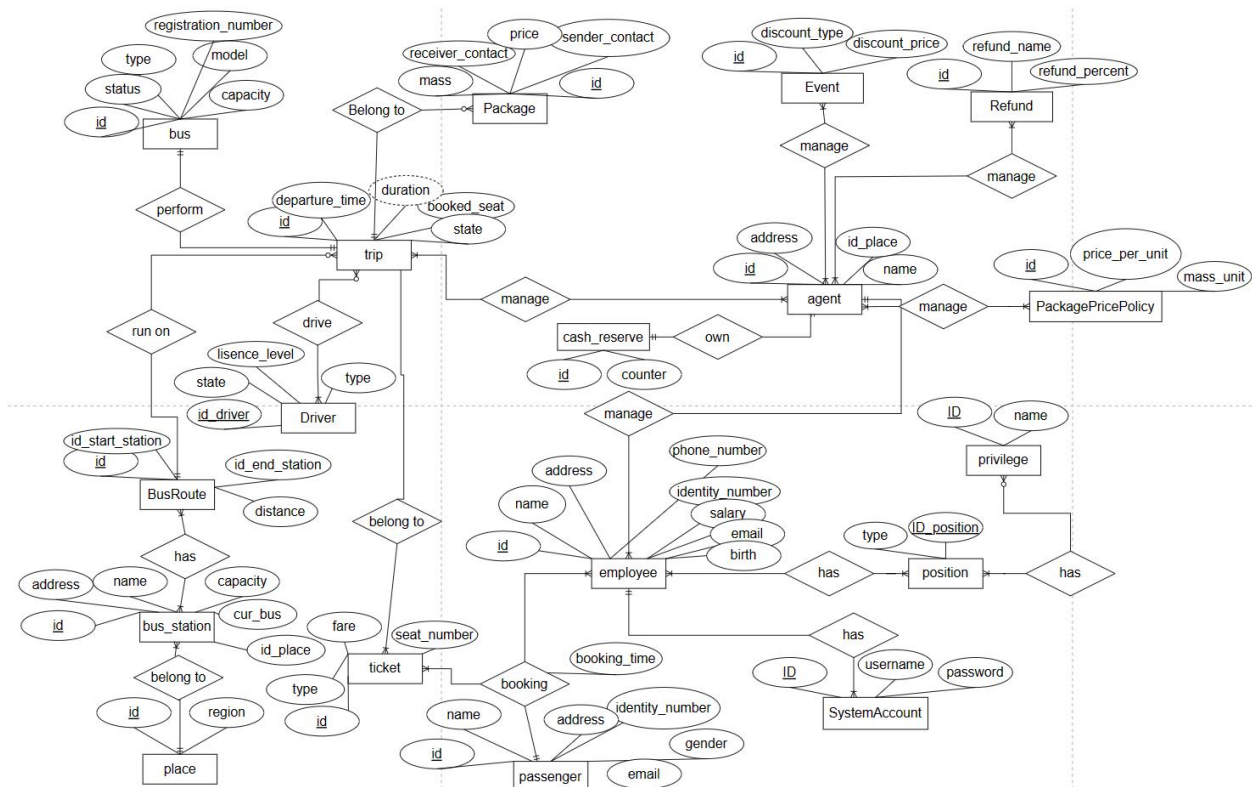 registration_number
type
model
status
capacity
id
bus
perform
receiver_contact
price
sender_contact
mass
id
Belong to
Package
discount_type
discount_price
id
Event
manage
refund_name
id
refund_percent
Refund
manage
departure_time
duration
id
booked_seat
state
trip
manage
address
id_place
id
name
agent
manage
id
price_per_unit
mass_unit
PackagePricePolicy
run on
drive
cash_reserve
own
id
counter
lisence_level
state
type
id_driver
Driver
manage
ID
name
privilege
id_start_station
id
id_end_station
BusRoute
distance
has
belong to
phone_number
address
identity_number
name
salary
email
id
birth
employee
has
type
ID_position
position
has
address
name
capacity
cur_bus
id
bus_station
id_place
belong to
id
region
place
fare
seat_number
type
ticket
id
booking
booking_time
has
ID
username
password
SystemAccount
name
address
identity_number
id
gender
email
passenger